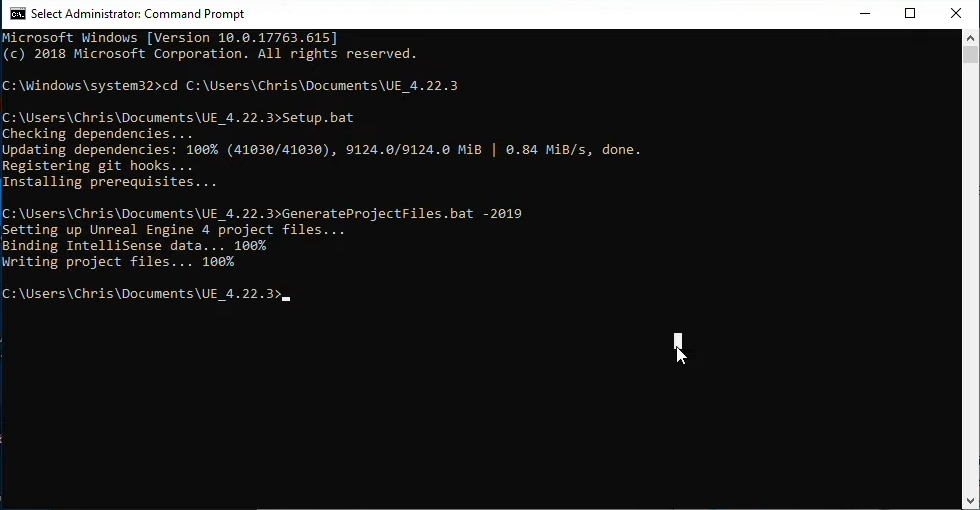 Select Administrator: Command Prompt
Microsoft Windows [Version 10.0.17763.615]
(c) 2018 Microsoft Corporation. All rights reserved.
C:\Windows\system32>cd C:\Users\Chris\Documents\UE_4.22.3
C:\Users\Chris\Documents\UE_4.22.3>Setup.bat
Checking dependencies...
Updating dependencies: 100% (41030/41030), 9124.0/9124.0 MiB | 0.84 MiB/s, done.
Registering git hooks...
Installing prerequisites...
C:\Users\Chris\Documents\UE_4.22.3>GenerateProjectFiles.bat -2019
Setting up Unreal Engine 4 project files...
Binding IntelliSense data... 100%
Writing project files... 100%
C:\Users\Chris\Documents\UE_4.22.3>